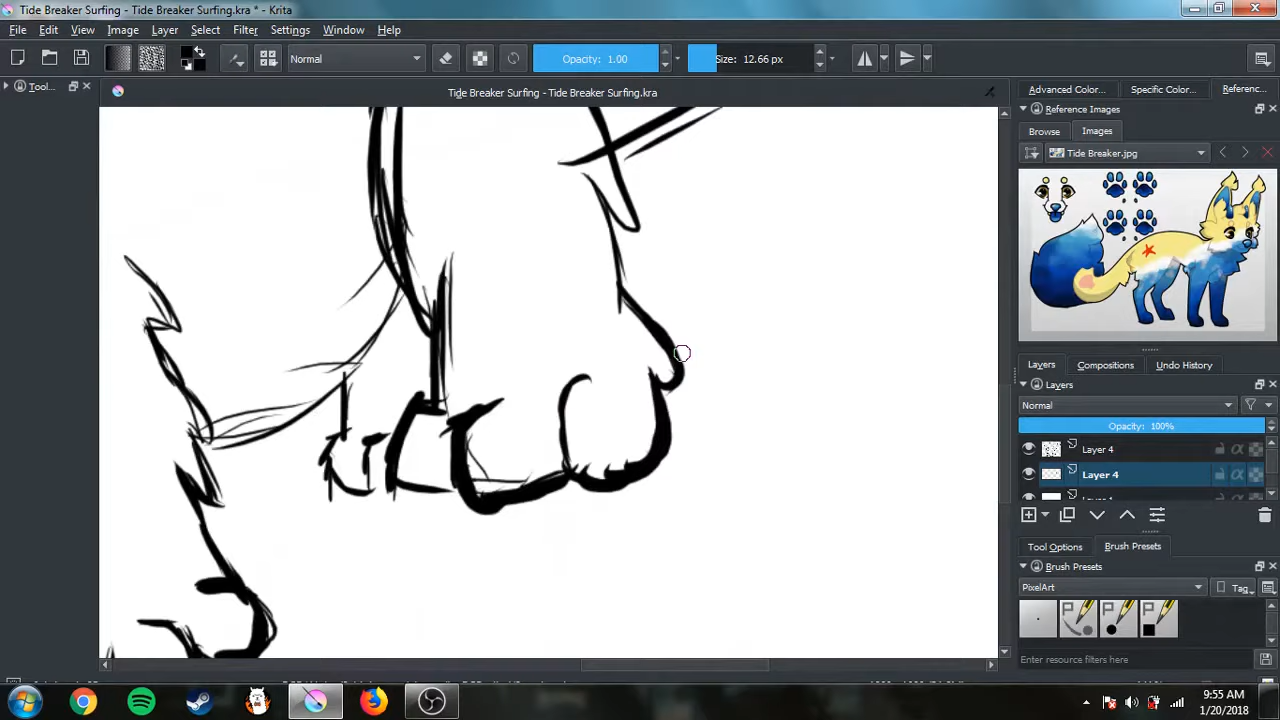 Tide Breaker Surfing - Tide Breaker Surfing.kra * - Krita
File Edit View Image Layer Select Filter Settings Window Help
Normal Opacity: 1.00 Size: 12.66 px
Tool... Tide Breaker Surfing - Tide Breaker Surfing.kra Advanced Color... Specific Color... Referenc...
Reference Images
Browse Images
Tide Breaker.jpg
Layers Compositions Undo History
Layers
Normal
Opacity: 100%
Layer 4
Layer 4
Tool Options Brush Presets
Brush Presets
PixelArt Tag
Enter resource filters here
9:55 AM
1/20/2018